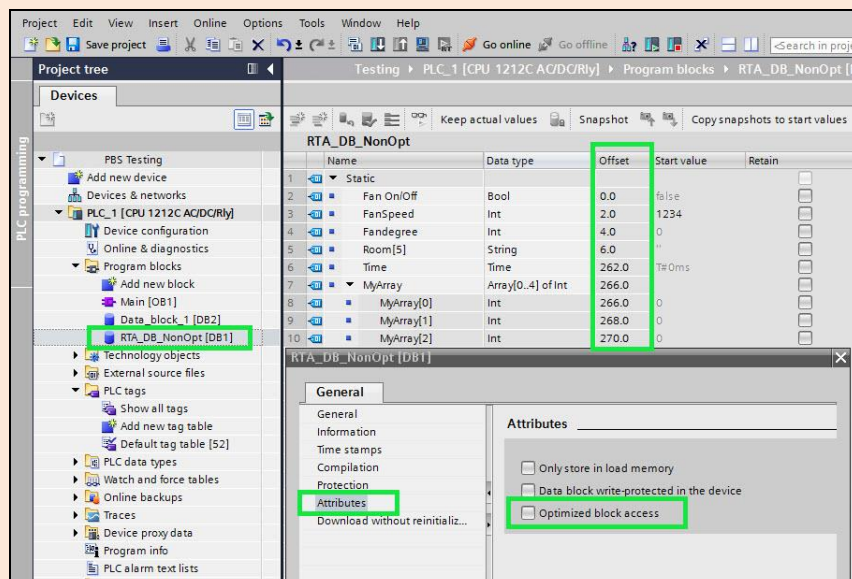 Project Edit View Insert Online Options Tools Window Help
Save project Go online Go offline <Search in proj
Project tree
Testing PLC_1 [CPU 1212C AC/DC/Rly] Program blocks RTA_DB_NonOpt [
Devices
Keep actual values Snapshot Copy snapshots to start values
PLC programming
RTA_DB_NonOpt
Name Data type Offset Start value Retain
1 Static
2 Fan On/Off Bool 0.0 false
3 FanSpeed Int 2.0 1234
4 Fandegree Int 4.0 0
5 Room[5] String 6.0 ''
6 Time Time 262.0 T#0ms
7 MyArray Array[0..4] of Int 266.0
8 MyArray[0] Int 266.0 0
9 MyArray[1] Int 268.0 0
10 MyArray[2] Int 270.0 0
PBS Testing
Add new device
Devices & networks
PLC_1 [CPU 1212C AC/DC/Rly]
Device configuration
Online & diagnostics
Program blocks
Add new block
Main [OB1]
Data_block_1 [DB2]
RTA_DB_NonOpt [DB1]
Technology objects
External source files
PLC tags
Show all tags
Add new tag table
Default tag table [52]
PLC data types
Watch and force tables
Online backups
Traces
Device proxy data
Program info
PLC alarm text lists
RTA_DB_NonOpt [DB1]
General
General
Information
Time stamps
Compilation
Protection
Attributes
Download without reinitializ...
Attributes
Only store in load memory
Data block write-protected in the device
Optimized block access